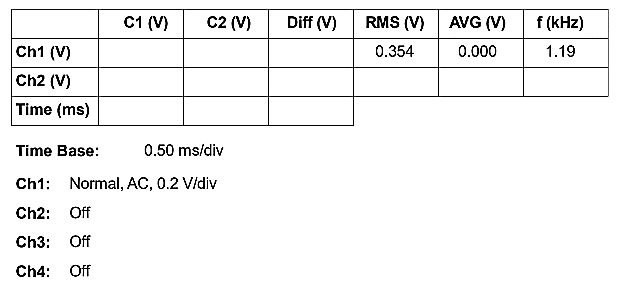 C1 (V) C2 (V) Diff (V) RMS (V) AVG (V) f (kHz)
Ch1 (V) 0.354 0.000 1.19
Ch2 (V)
Time (ms)
Time Base: 0.50 ms/div
Ch1: Normal, AC, 0.2 V/div
Ch2: Off
Ch3: Off
Ch4: Off